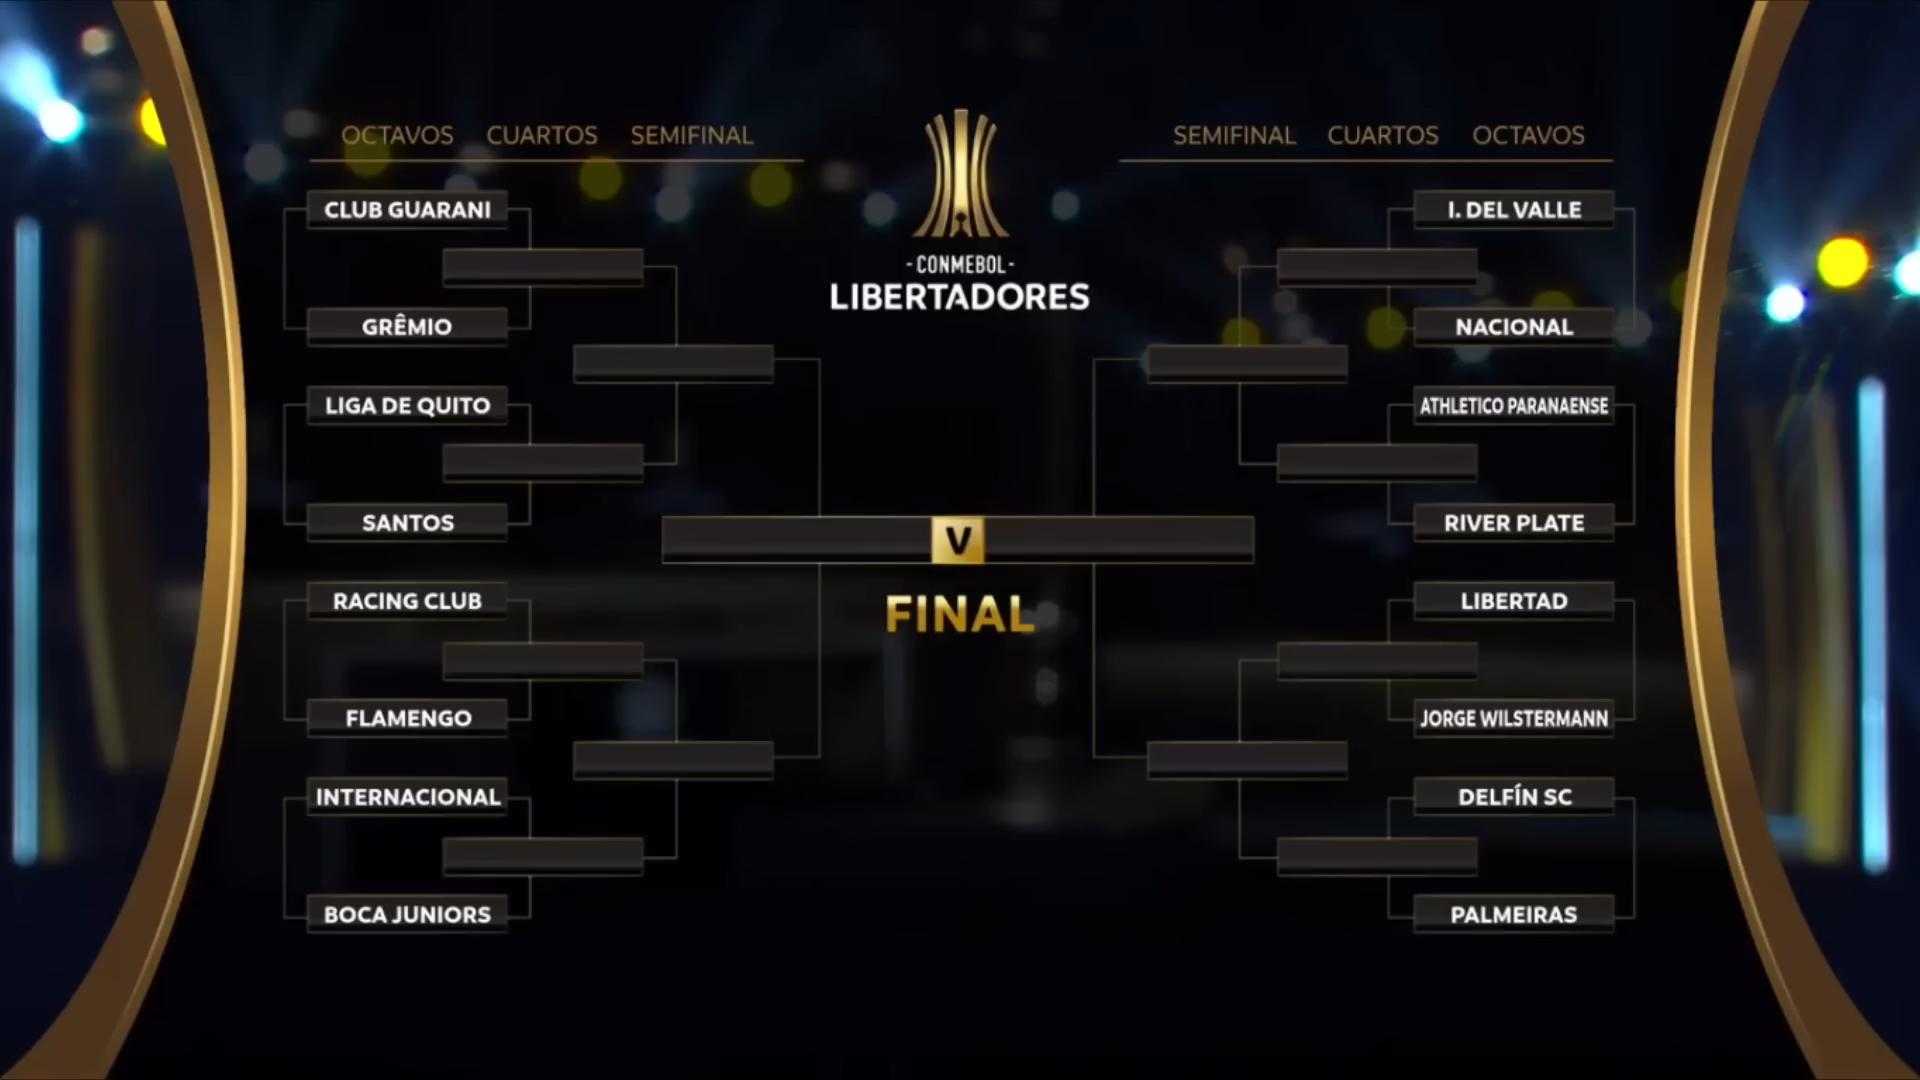 OCTAVOS CUARTOS SEMIFINAL
SEMIFINAL CUARTOS OCTAVOS
- CONMEBOL -
LIBERTADORES
CLUB GUARANI
GRÊMIO
LIGA DE QUITO
SANTOS
RACING CLUB
FLAMENGO
INTERNACIONAL
BOCA JUNIORS
V
FINAL
I. DEL VALLE
NACIONAL
ATHLETICO PARANAENSE
RIVER PLATE
LIBERTAD
JORGE WILSTERMANN
DELFÍN SC
PALMEIRAS